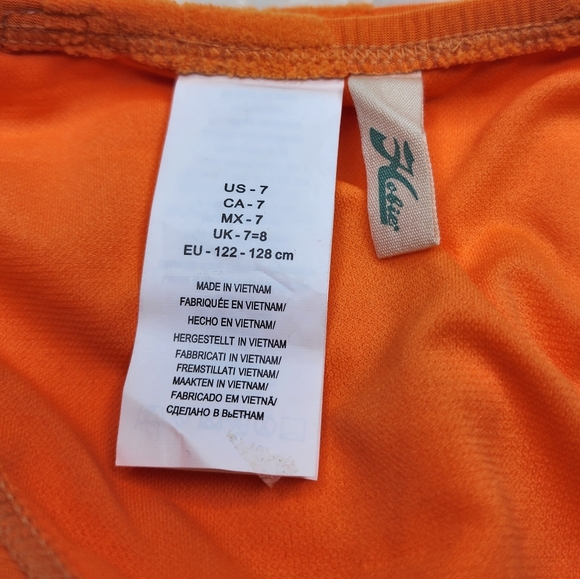 US - 7
CA - 7
MX - 7
UK - 7=8
EU - 122 - 128 cm
MADE IN VIETNAM
FABRIQUÉE EN VIETNAM/
HECHO EN VIETNAM/
HERGESTELLT IN VIETNAM
FABBRICATI IN VIETNAM/
FREMSTILLATI VIETNAM/
MAAKTEN IN VIETNAM/
FABRICADO EM VIETNÃ/
СДЕЛАНО В ВЬЕТНАМ
Hobie